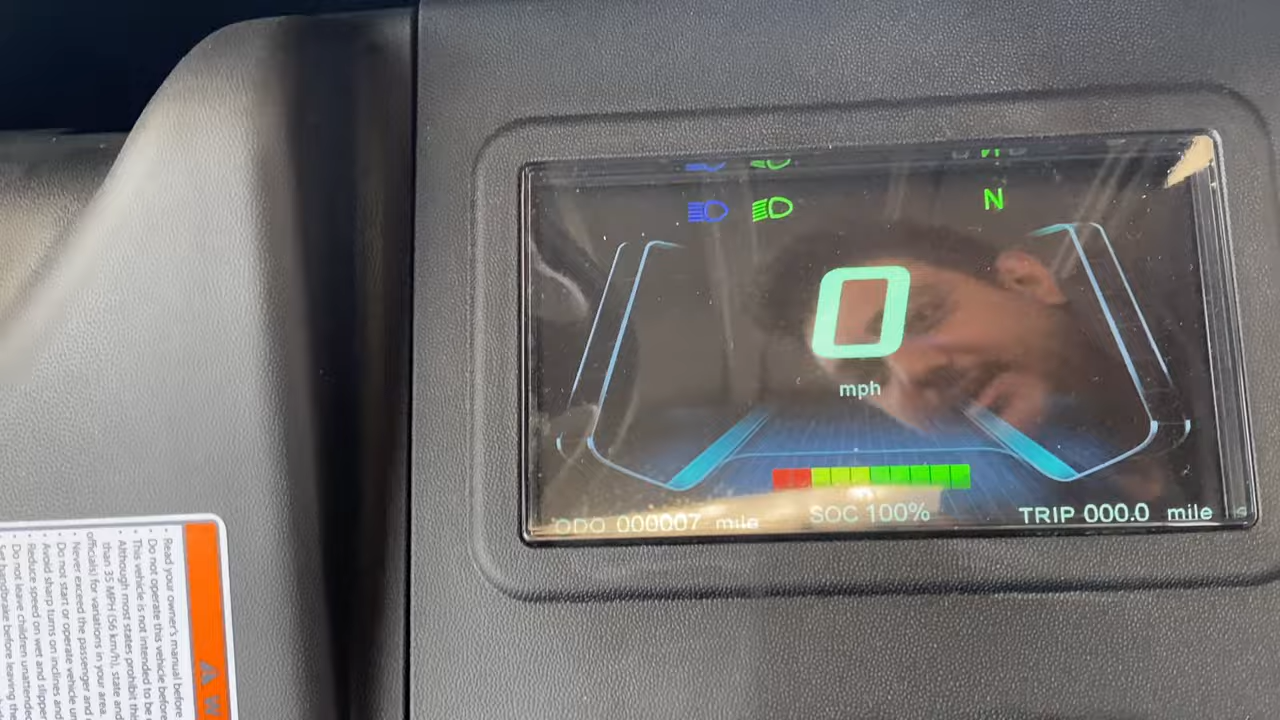 N
0
mph
ODO 000007 mile
SOC 100%
TRIP 000.0 mile
A W
• Read your owner's manual before
Do not operate this vehicle before
• This vehicle is not intended to be
• Although most states prohibit
than 35 MPH (56 km/h), state and
officials) for variations in your area.
• Never exceed the passenger and
• Do not start or operate vehicle
• Avoid sharp turns on inclines and
• Reduce speed on wet and
• Do not leave children unattended
Set handbrake before leaving the